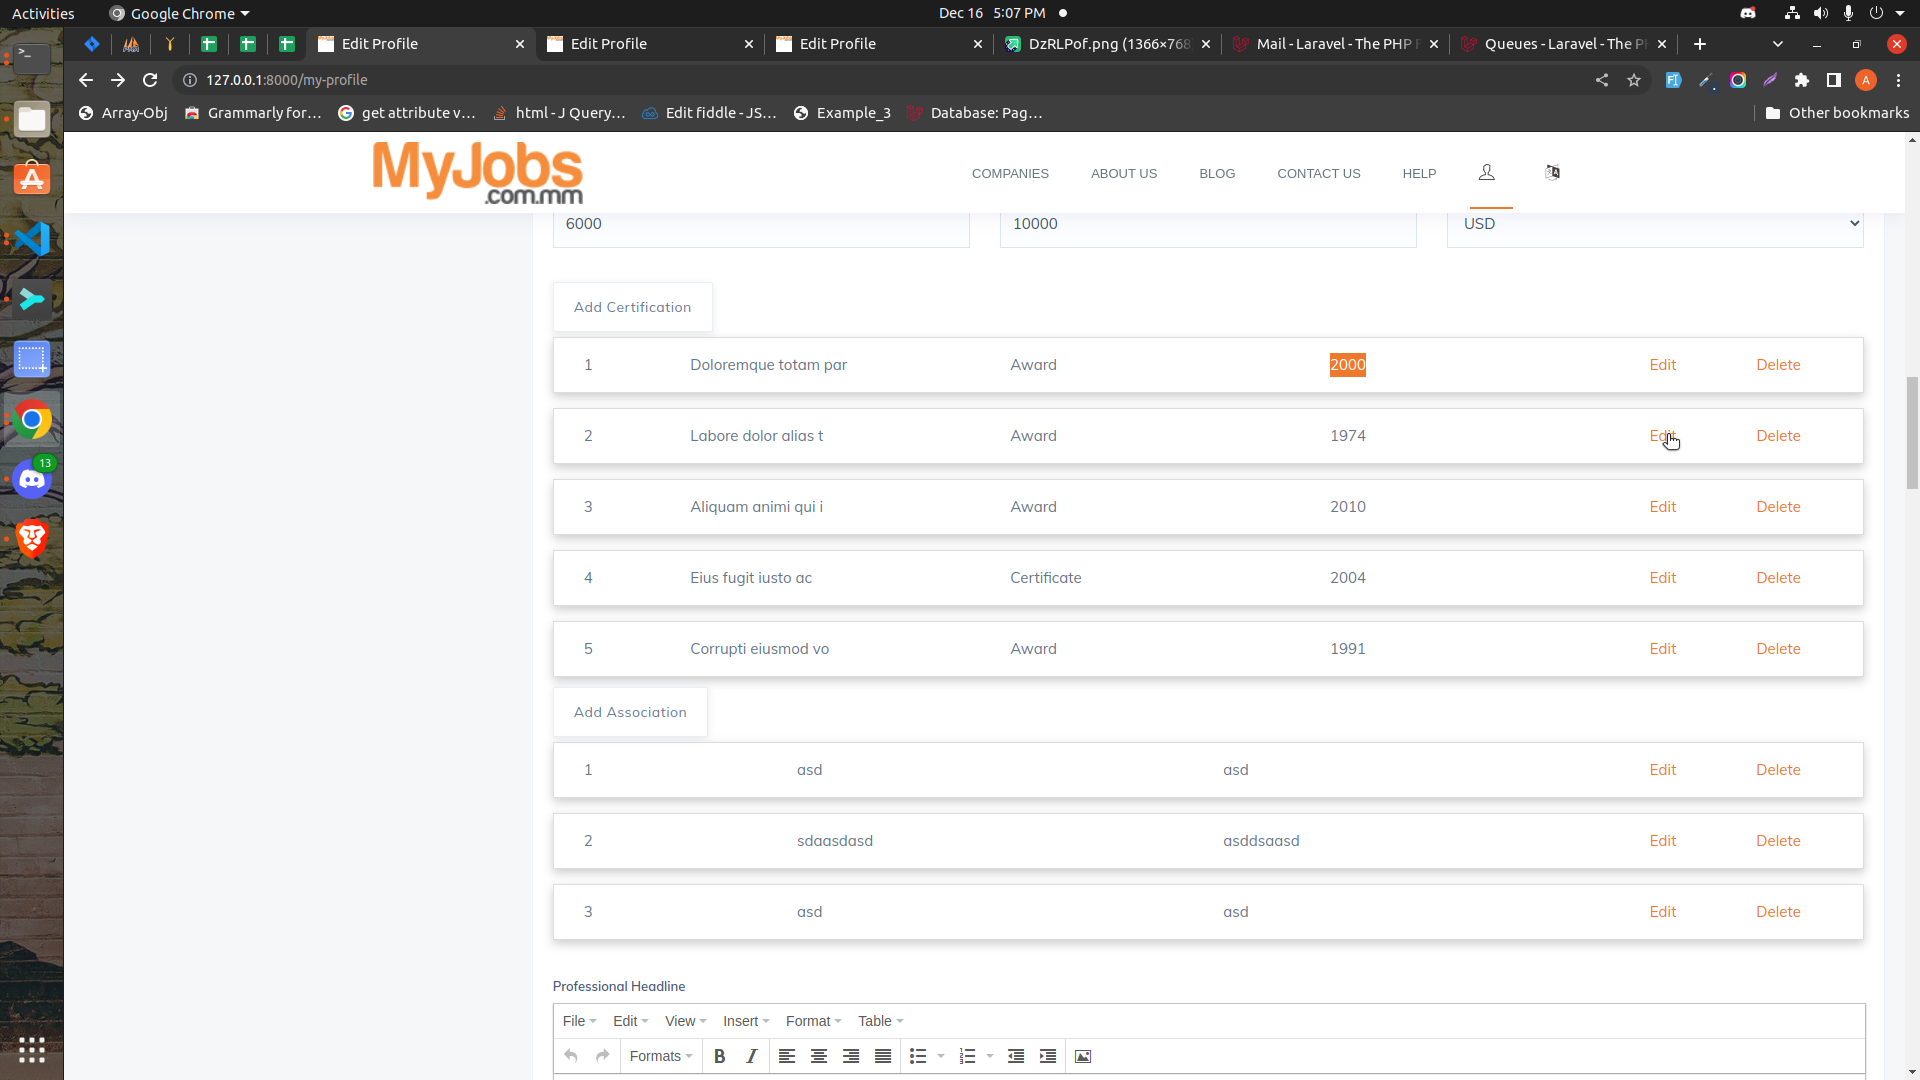 Activities Google Chrome Dec 16 5:07 PM
Edit Profile Edit Profile Edit Profile DzRLPof.png (1366×768 Mail - Laravel - The PHP F Queues - Laravel - The PH
127.0.0.1:8000/my-profile A
Array-Obj Grammarly for... get attribute v... html - J Query... Edit fiddle - JS... Example_3 Database: Pag... Other bookmarks
MyJobs
.com.mm
COMPANIES ABOUT US BLOG CONTACT US HELP
6000 10000 USD
Add Certification
1 Doloremque totam par Award 2000 Edit Delete
2 Labore dolor alias t Award 1974 Edit Delete
3 Aliquam animi qui i Award 2010 Edit Delete
4 Eius fugit iusto ac Certificate 2004 Edit Delete
5 Corrupti eiusmod vo Award 1991 Edit Delete
Add Association
1 asd asd Edit Delete
2 sdaasdasd asddsaasd Edit Delete
3 asd asd Edit Delete
13
Professional Headline
File Edit View Insert Format Table
Formats B I